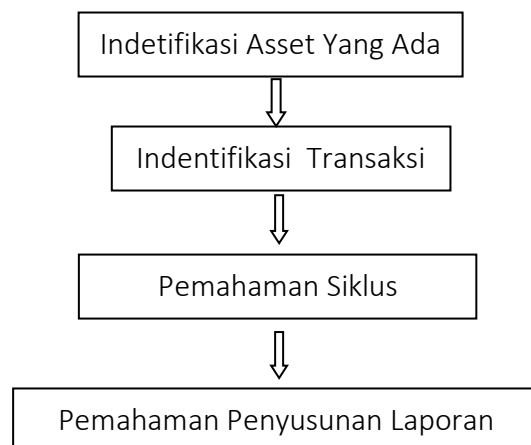 Indetifikasi Asset Yang Ada
Indentifikasi  Transaksi
Pemahaman Siklus
Pemahaman Penyusunan Laporan